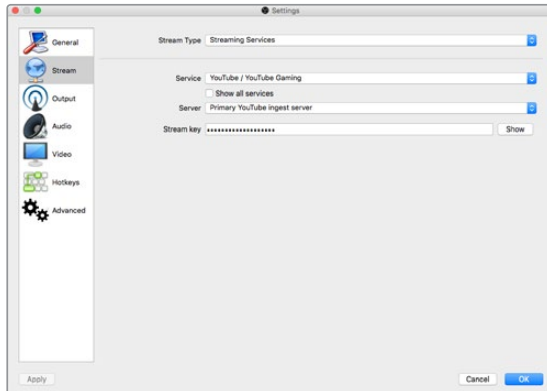 Settings
General
Stream
Output
Audio
Video
Hotkeys
Advanced
Stream Type Streaming Services
Service YouTube / YouTube Gaming
Show all services
Server Primary YouTube ingest server
Stream key •••••••••••••••••••
Show
Apply
Cancel
OK